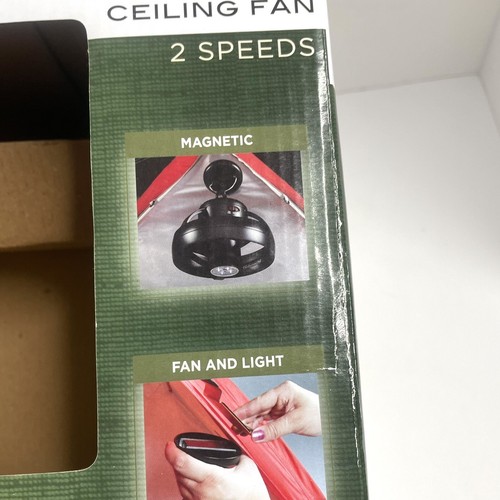 CEILING FAN
2 SPEEDS
MAGNETIC
FAN AND LIGHT